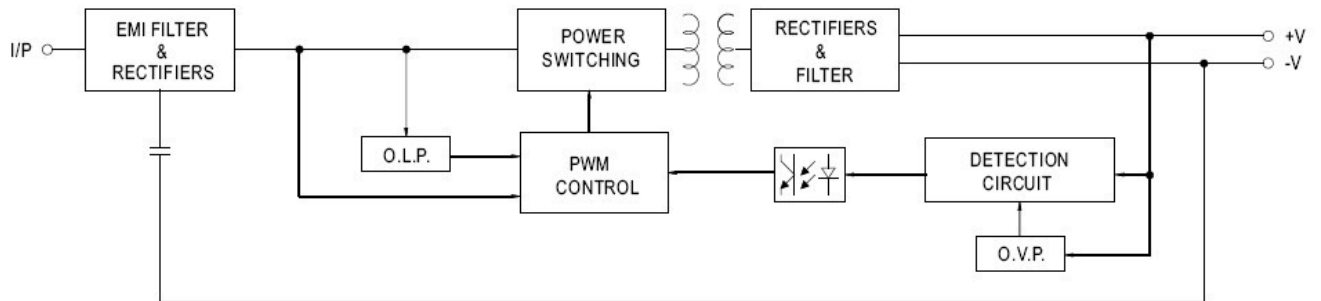 I/P
EMI FILTER
&
RECTIFIERS
POWER
SWITCHING
RECTIFIERS
&
FILTER
+V
-V
O.L.P.
PWM
CONTROL
DETECTION
CIRCUIT
O.V.P.